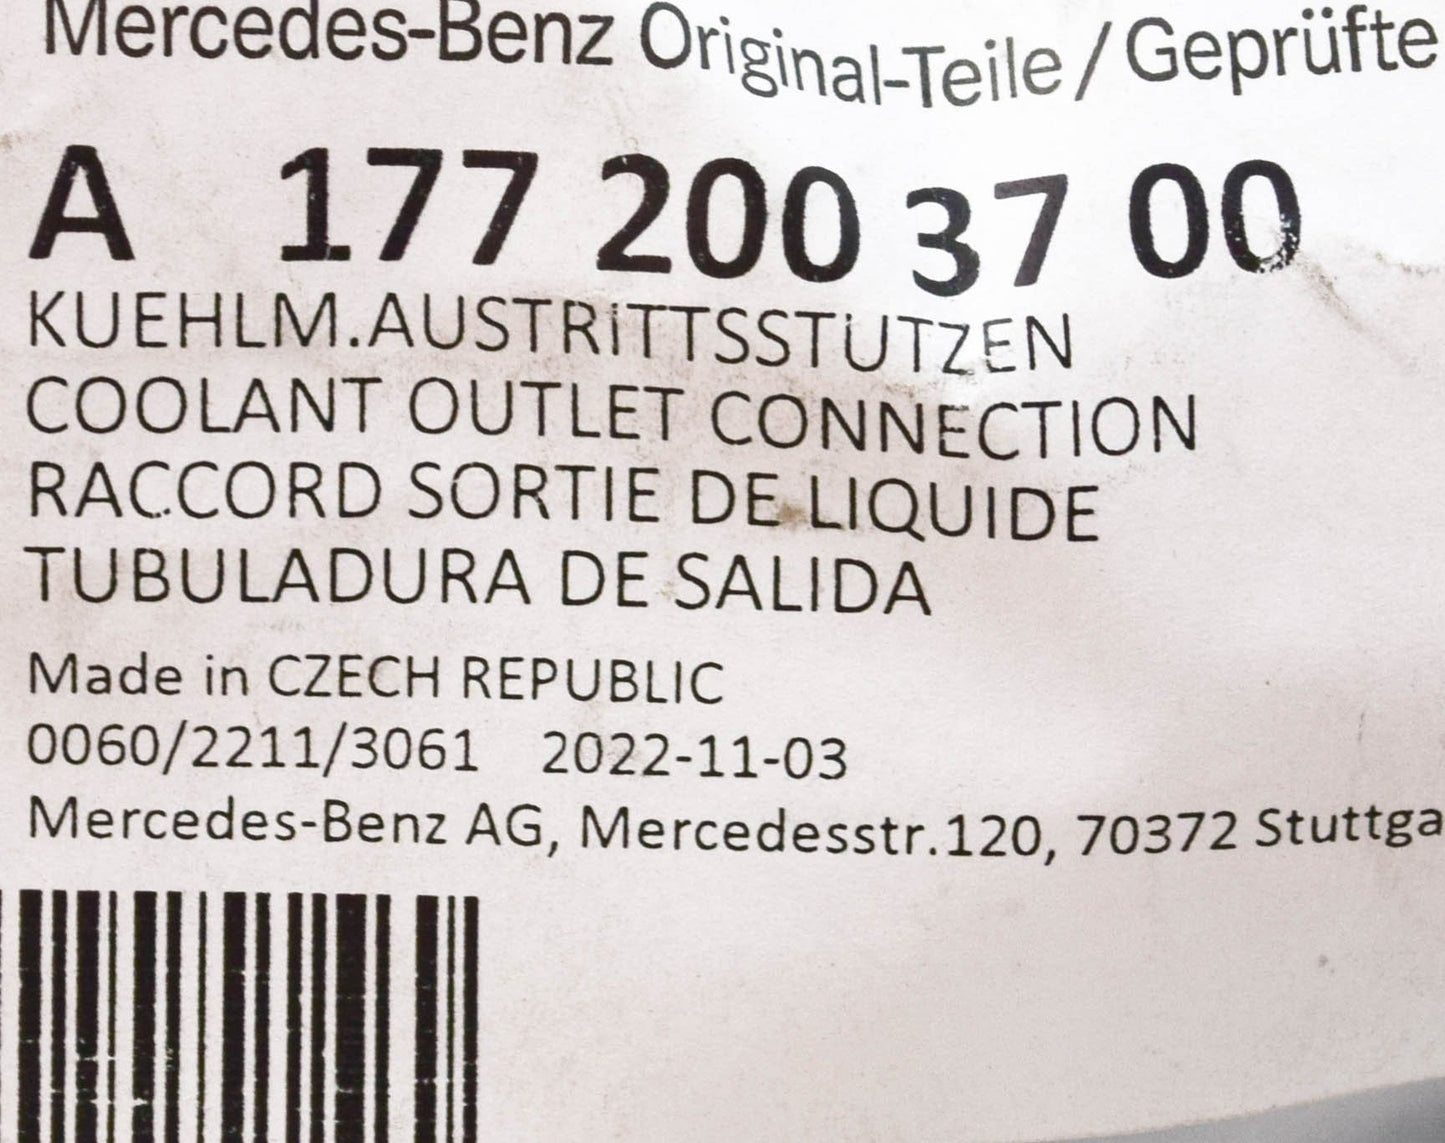 Mercedes-Benz Original-Teile / Geprüfte
A 177 200 37 00
KUEHLM.AUSTRITTSSTUTZEN
COOLANT OUTLET CONNECTION
RACCORD SORTIE DE LIQUIDE
TUBULADURA DE SALIDA
Made in CZECH REPUBLIC
0060/2211/3061 2022-11-03
Mercedes-Benz AG, Mercedesstr.120, 70372 Stuttga